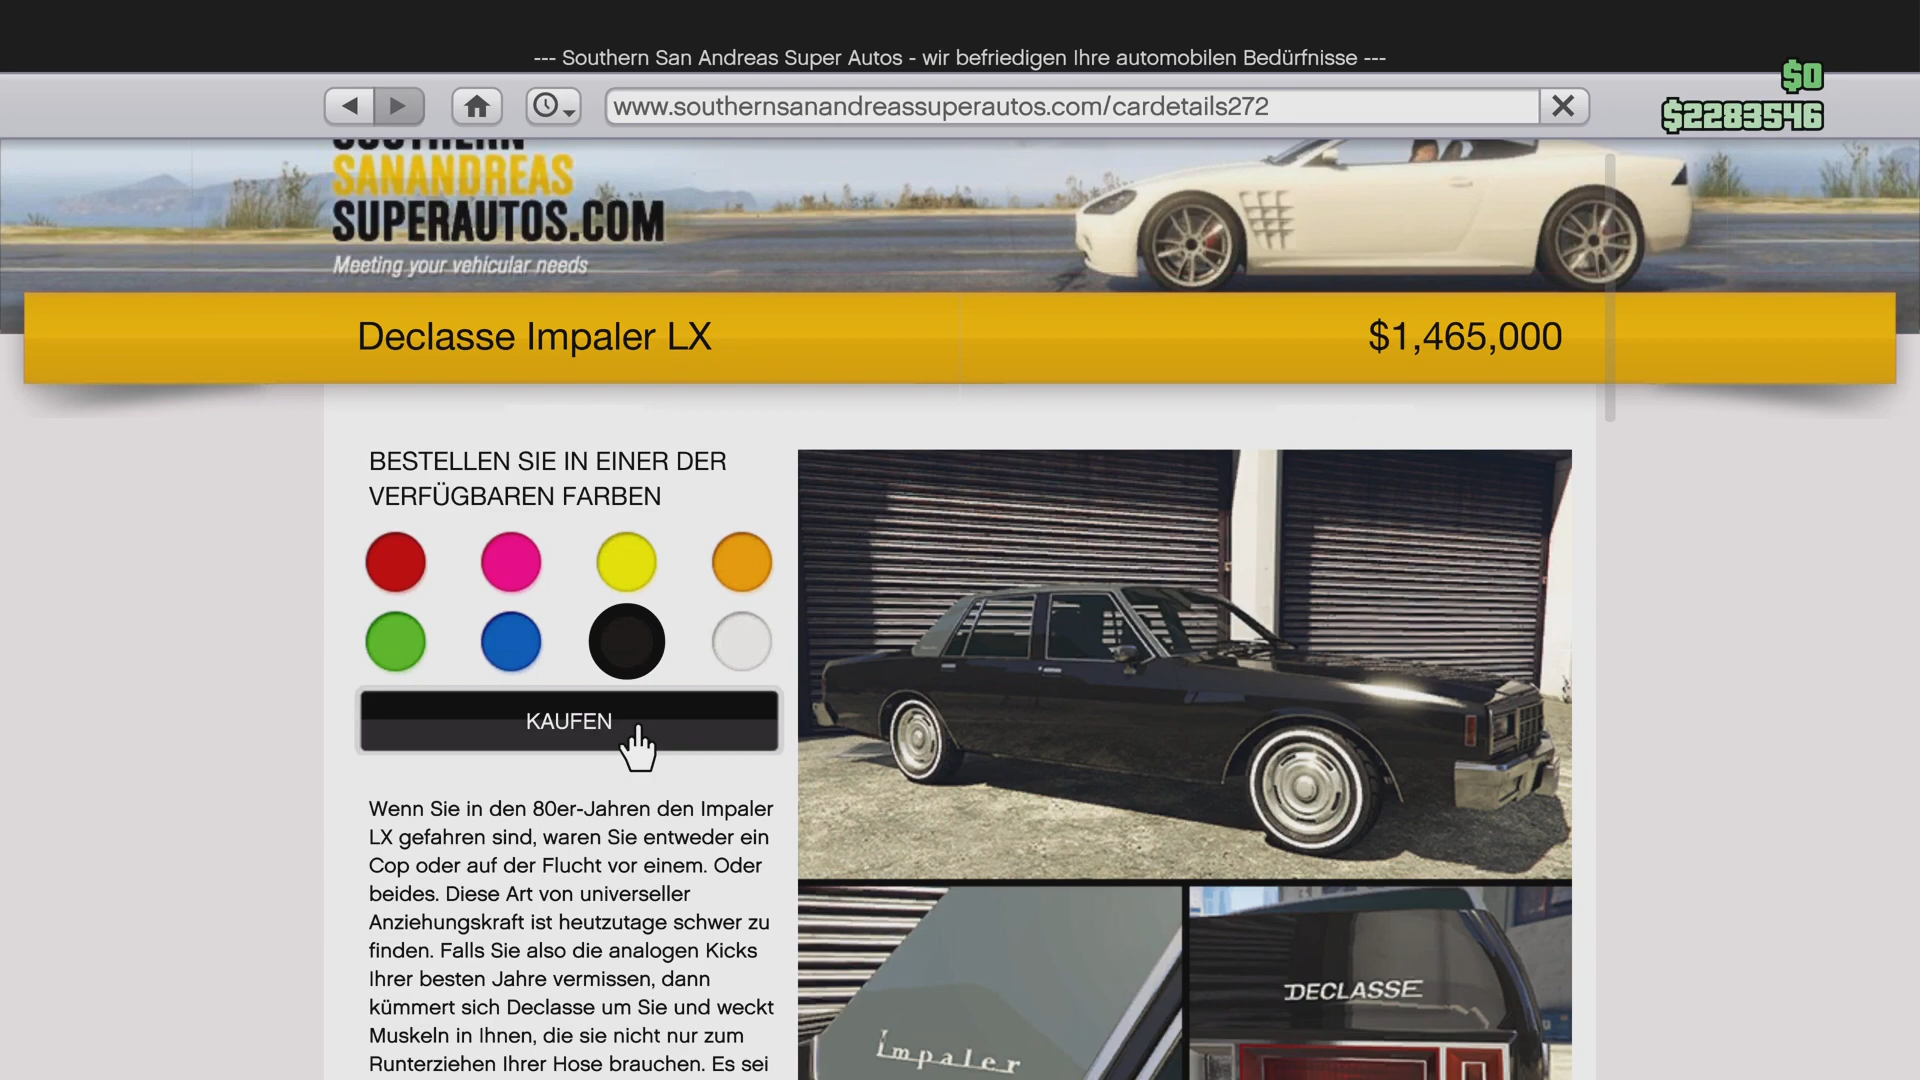 --- Southern San Andreas Super Autos - wir befriedigen Ihre automobilen Bedürfnisse ---
$0
www.southernsanandreassuperautos.com/cardetails272
$2283546
SOUTHERN
SANANDREAS
SUPERAUTOS.COM
Meeting your vehicular needs
Declasse Impaler LX
$1,465,000
BESTELLEN SIE IN EINER DER
VERFÜGBAREN FARBEN
KAUFEN
Wenn Sie in den 80er-Jahren den Impaler
LX gefahren sind, waren Sie entweder ein
Cop oder auf der Flucht vor einem. Oder
beides. Diese Art von universeller
Anziehungskraft ist heutzutage schwer zu
finden. Falls Sie also die analogen Kicks
Ihrer besten Jahre vermissen, dann
kümmert sich Declasse um Sie und weckt
Muskeln in Ihnen, die sie nicht nur zum
Runterziehen Ihrer Hose brauchen. Es sei
Impaler
DECLASSE